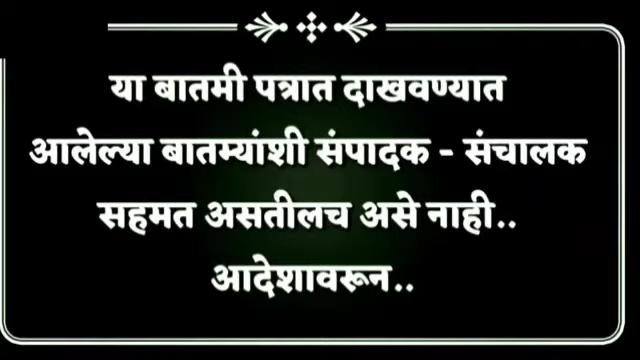 या बातमी पत्रात दाखवण्यात
आलेल्या बातम्यांशी संपादक - संचालक
सहमत असतीलच असे नाही..
आदेशावरून..